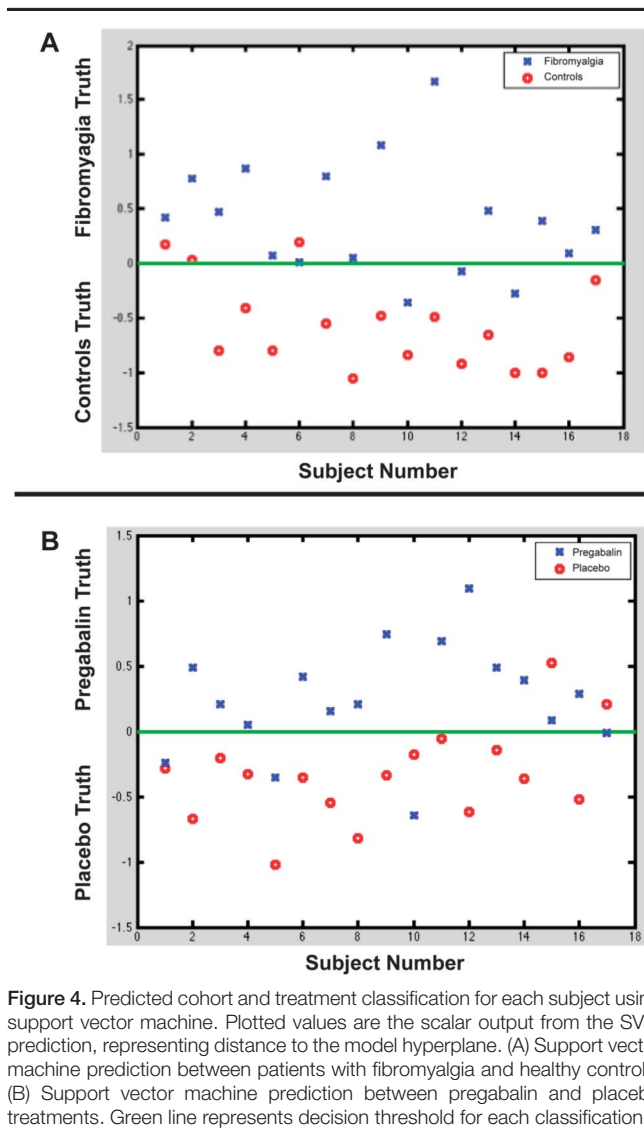 A
Fibromyagia Truth
Controls Truth
2
1.5
1
0.5
0
-0.5
-1
-1.5
Fibromyalgia
Controls
0 2 4 6 8 10 12 14 16 18
Subject Number
B
Pregabalin Truth
Placebo Truth
1.5
1
0.5
0
-0.5
-1
-1.5
Pregabalin
Placebo
0 2 4 6 8 10 12 14 16 18
Subject Number
Figure 4. Predicted cohort and treatment classification for each subject usin
support vector machine. Plotted values are the scalar output from the SV
prediction, representing distance to the model hyperplane. (A) Support vect
machine prediction between patients with fibromyalgia and healthy control
(B) Support vector machine prediction between pregabalin and placeb
treatments. Green line represents decision threshold for each classification